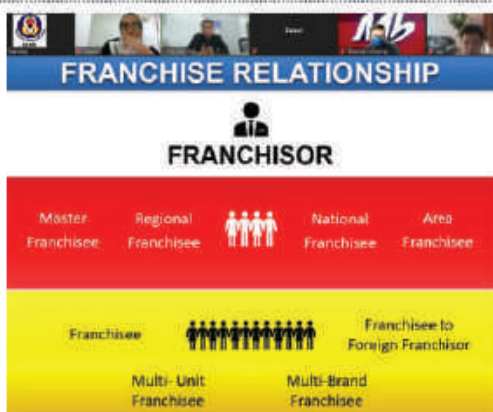 FRANCHISE RELATIONSHIP
FRANCHISOR
Master Franchisee
Regional Franchisee
National Franchisee
Area Franchisee
Franchisee
Franchisee to Foreign Franchisor
Multi- Unit Franchisee
Multi-Brand Franchisee